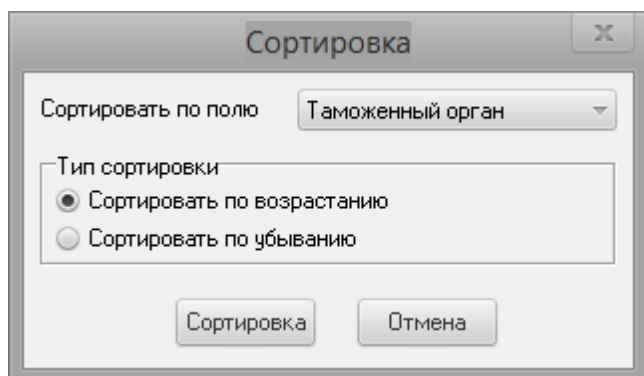 Сортировка
Сортировать по полю Таможенный орган
Тип сортировки
Сортировать по возрастанию
Сортировать по убыванию
Сортировка Отмена